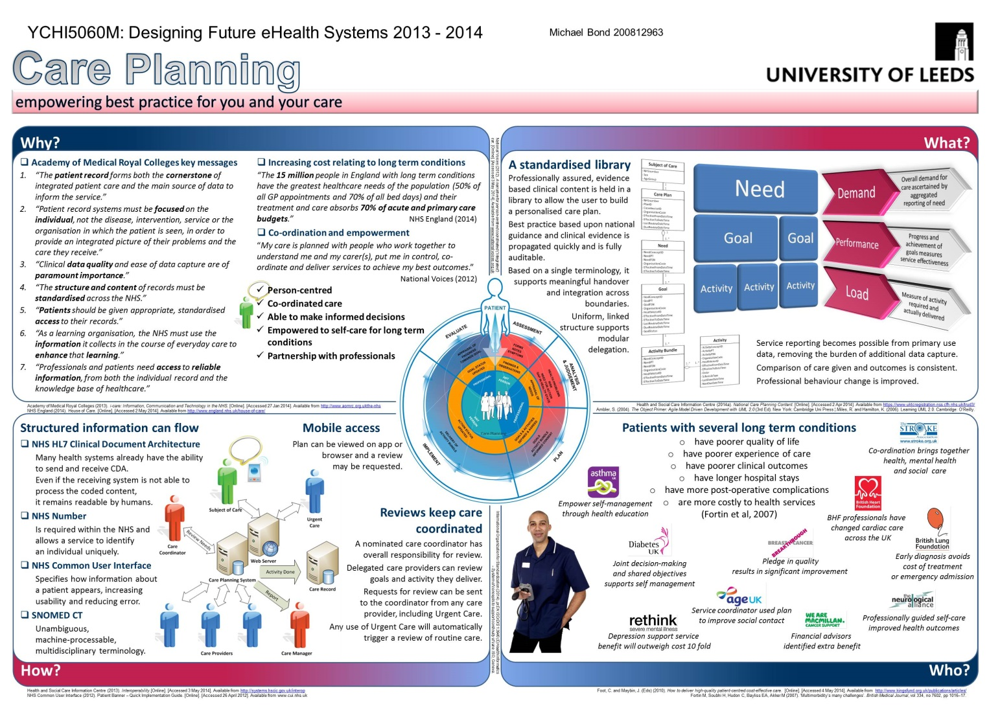 YCHI5060M: Designing Future eHealth Systems 2013 - 2014
Michael Bond 200812963
UNIVERSITY OF LEEDS
Care Planning
empowering best practice for you and your care
Why?
❑ Academy of Medical Royal Colleges key messages
1. “The patient record forms both the cornerstone of
integrated patient care and the main source of data to
inform the service.”
2. “Patient record systems must be focused on the
individual, not the disease, intervention, service or the
organisation in which the patient is seen, in order to
provide an integrated picture of their problems and the
care they receive.”
3. “Clinical data quality and ease of data capture are of
paramount importance.”
4. “The structure and content of records must be
standardised across the NHS.”
5. “Patients should be given appropriate, standardised
access to their records.”
6. “As a learning organisation, the NHS must use the
information it collects in the course of everyday care to
enhance that learning.”
7. “Professionals and patients need access to reliable
information, from both the individual record and the
knowledge base of healthcare.”
❑ Increasing cost relating to long term conditions
“The 15 million people in England with long term conditions
have the greatest healthcare needs of the population (50% of
all GP appointments and 70% of all bed days) and their
treatment and care absorbs 70% of acute and primary care
budgets.”
NHS England (2014)
❑ Co-ordination and empowerment
“My care is planned with people who work together to
understand me and my carer(s), put me in control, co-
ordinate and deliver services to achieve my best outcomes.”
National Voices (2012)
✓ Person-centred
✓ Co-ordinated care
✓ Able to make informed decisions
✓ Empowered to self-care for long term
conditions
✓ Partnership with professionals
Academy of Medical Royal Colleges (2013). i-care: Information, Communication and Technology in the NHS. [Online]. [Accessed 27 Jan 2014]. Available from http://www.aomrc.org.ukthe-nhs
NHS England (2014). House of Care. [Online]. [Accessed 2 May 2014]. Available from http://www.england.nhs.uk/house-of-care/
What?
A standardised library
Professionally assured, evidence
based clinical content is held in a
library to allow the user to build
a personalised care plan.
Best practice based upon national
guidance and clinical evidence is
propagated quickly and is fully
auditable.
Based on a single terminology, it
supports meaningful handover
and integration across
boundaries.
Uniform, linked
structure supports
modular
delegation.
Subject of Care
Care Plan
Need
Goal
Activity Bundle
Activity
Need
Goal
Goal
Activity
Activity
Activity
Demand
Overall demand for
care ascertained by
aggregated
reporting of need
Performance
Progress and
achievement of
goals measures
service effectiveness
Load
Measure of activity
required and
actually delivered
Service reporting becomes possible from primary use
data, removing the burden of additional data capture.
Comparison of care given and outcomes is consistent.
Professional behaviour change is improved.
Health and Social Care Information Centre (2014a). National Care Planning Content. [Online]. [Accessed 2 Apr 2014]. Available from https://www.uktcregistration.nss.cfh.nhs.uk/trud3/
Ambler, S. (2004). The Object Primer: Agile Model Driven Development with UML 2.0 (3rd Ed). New York: Cambridge Uni Press ; Miles, R. and Hamilton, K. (2006). Learning UML 2.0. Cambridge: O’Reilly.
PATIENT
EVALUATE
ASSESSMENT
ANALYSIS
& JUDGEMENT
PLAN
IMPLEMENT
PROFESSIONAL
ANY
PERSON
PROFESSIONAL
ANY
PERSON
Care Planning
Structured information can flow
❑ NHS HL7 Clinical Document Architecture
Many health systems already have the ability
to send and receive CDA.
Even if the receiving system is not able to
process the coded content,
it remains readable by humans.
❑ NHS Number
Is required within the NHS and
allows a service to identify
an individual uniquely.
❑ NHS Common User Interface
Specifies how information about
a patient appears, increasing
usability and reducing error.
❑ SNOMED CT
Unambiguous,
machine-processable,
multidisciplinary terminology.
Mobile access
Plan can be viewed on app or
browser and a review
may be requested.
Subject of Care
Urgent
Care
Care
Coordinator
Review Needs
Web Server
Care Planning System
Activity Done
Care Record
Report
Care Providers
Care Manager
Reviews keep care
coordinated
A nominated care coordinator has
overall responsibility for review.
Delegated care providers can review
goals and activity they deliver.
Requests for review can be sent
to the coordinator from any care
provider, including Urgent Care.
Any use of Urgent Care will automatically
trigger a review of routine care.
How?
Health and Social Care Information Centre (2013). Interoperability.[Online]. [Accessed 3 May 2014]. Available from http://systems.hscic.gov.uk/interop
NHS Common User Interface (2012). Patient Banner – Quick Implementation Guide. [Online]. [Accessed 26 April 2012]. Available from www.cui.nhs.uk
Patients with several long term conditions
o have poorer quality of life
o have poorer experience of care
o have poorer clinical outcomes
o have longer hospital stays
o have more post-operative complications
o are more costly to health services
(Fortin et al, 2007)
The
STROKE
Association
www.stroke.org.uk
Co-ordination brings together
health, mental health
and social care
asthma
UK
Empower self-management
through health education
British Heart
Foundation
BHF professionals have
changed cardiac care
across the UK
British Lung
Foundation
Early diagnosis avoids
cost of treatment
or emergency admission
Diabetes
UK
Joint decision-making
and shared objectives
supports self management
BREAKTHROUGH
BREAST CANCER
Pledge in quality
results in significant improvement
age UK
Service coordinator used plan
to improve social contact
the
neurological
alliance
Professionally guided self-care
improved health outcomes
rethink
severe mental illness
Depression support service
benefit will outweigh cost 10 fold
WE ARE
MACMILLAN.
CANCER SUPPORT
Financial advisors
identified extra benefit
Who?
Foot, C. and Maybin, J. (Eds) (2010). How to deliver high-quality patient-centred cost-effective care. [Online]. [Accessed 4 May 2014]. Available from http://www.kingsfund.org.uk/publications/articles/
Fortin M, Soubhi H, Hudon C, Bayliss EA, Akker M (2007). ‘Multimorbidity’s many challenges’. British Medical Journal, vol 334, no 7602, pp 1016–17.